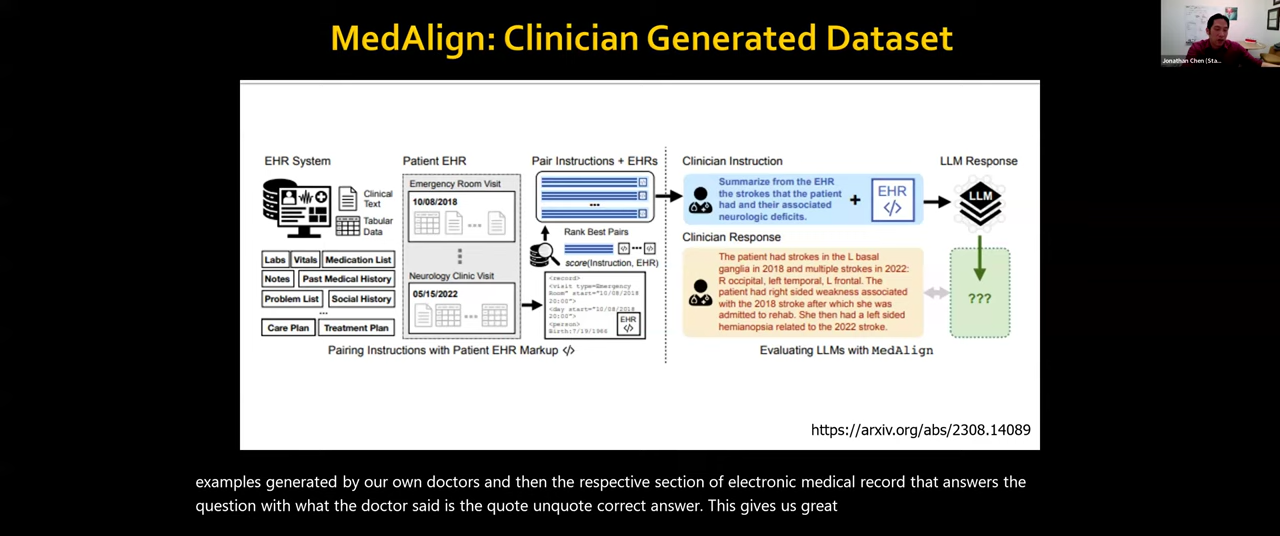 MedAlign: Clinician Generated Dataset
Jonathan Chen (Sta...
EHR System
Clinical
Text
Tabular
Data
Labs
Vitals
Medication List
Notes
Past Medical History
Problem List
Social History
...
Care Plan
Treatment Plan
Patient EHR
Emergency Room Visit
10/08/2018
...
Neurology Clinic Visit
05/15/2022
...
Pairing Instructions with Patient EHR Markup </>
Pair Instructions + EHRs
...
Rank Best Pairs
</> ... </>
score(Instruction, EHR)
<record>
<visit type=Emergency
Room" start="10/08/2018
20:00">
<day start="10/08/2018
20:00">
<person>
Birth:7/19/1966
EHR
</>
Clinician Instruction
Summarize from the EHR
the strokes that the patient
had and their associated
neurologic deficits.
+
EHR
</>
LLM Response
LLM
???
Clinician Response
The patient had strokes in the L basal
ganglia in 2018 and multiple strokes in 2022:
R occipital, left temporal, L frontal. The
patient had right sided weakness associated
with the 2018 stroke after which she was
admitted to rehab. She then had a left sided
hemianopsia related to the 2022 stroke.
Evaluating LLMs with MedAlign
https://arxiv.org/abs/2308.14089
examples generated by our own doctors and then the respective section of electronic medical record that answers the
question with what the doctor said is the quote unquote correct answer. This gives us great